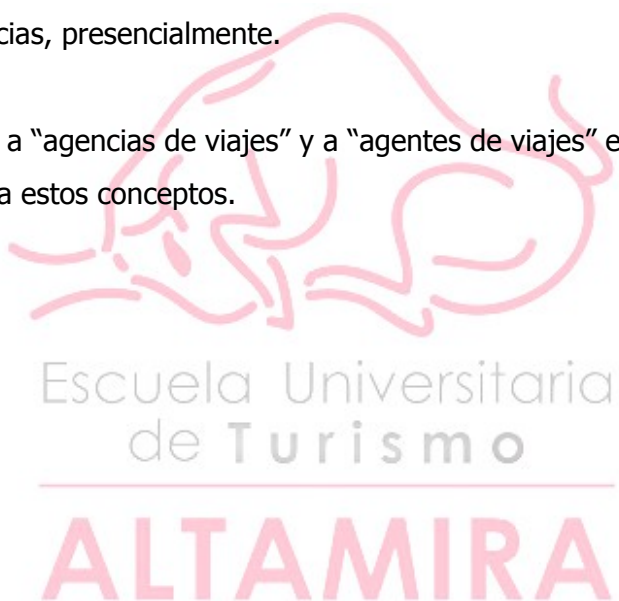 cias, presencialmente.
a “agencias de viajes” y a “agentes de viajes” e
a estos conceptos.
Escuela Universitaria
de Turismo
ALTAMIRA